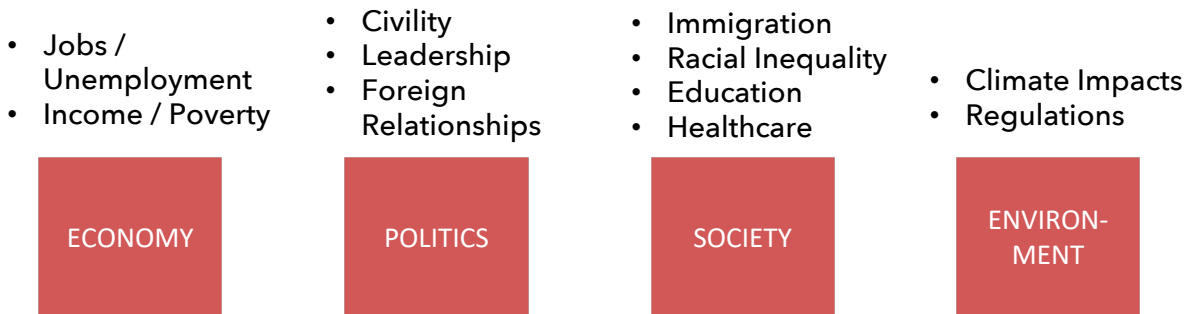 • Jobs /
Unemployment
• Income / Poverty
ECONOMY
• Civility
• Leadership
• Foreign
Relationships
POLITICS
• Immigration
• Racial Inequality
• Education
• Healthcare
SOCIETY
• Climate Impacts
• Regulations
ENVIRON-
MENT